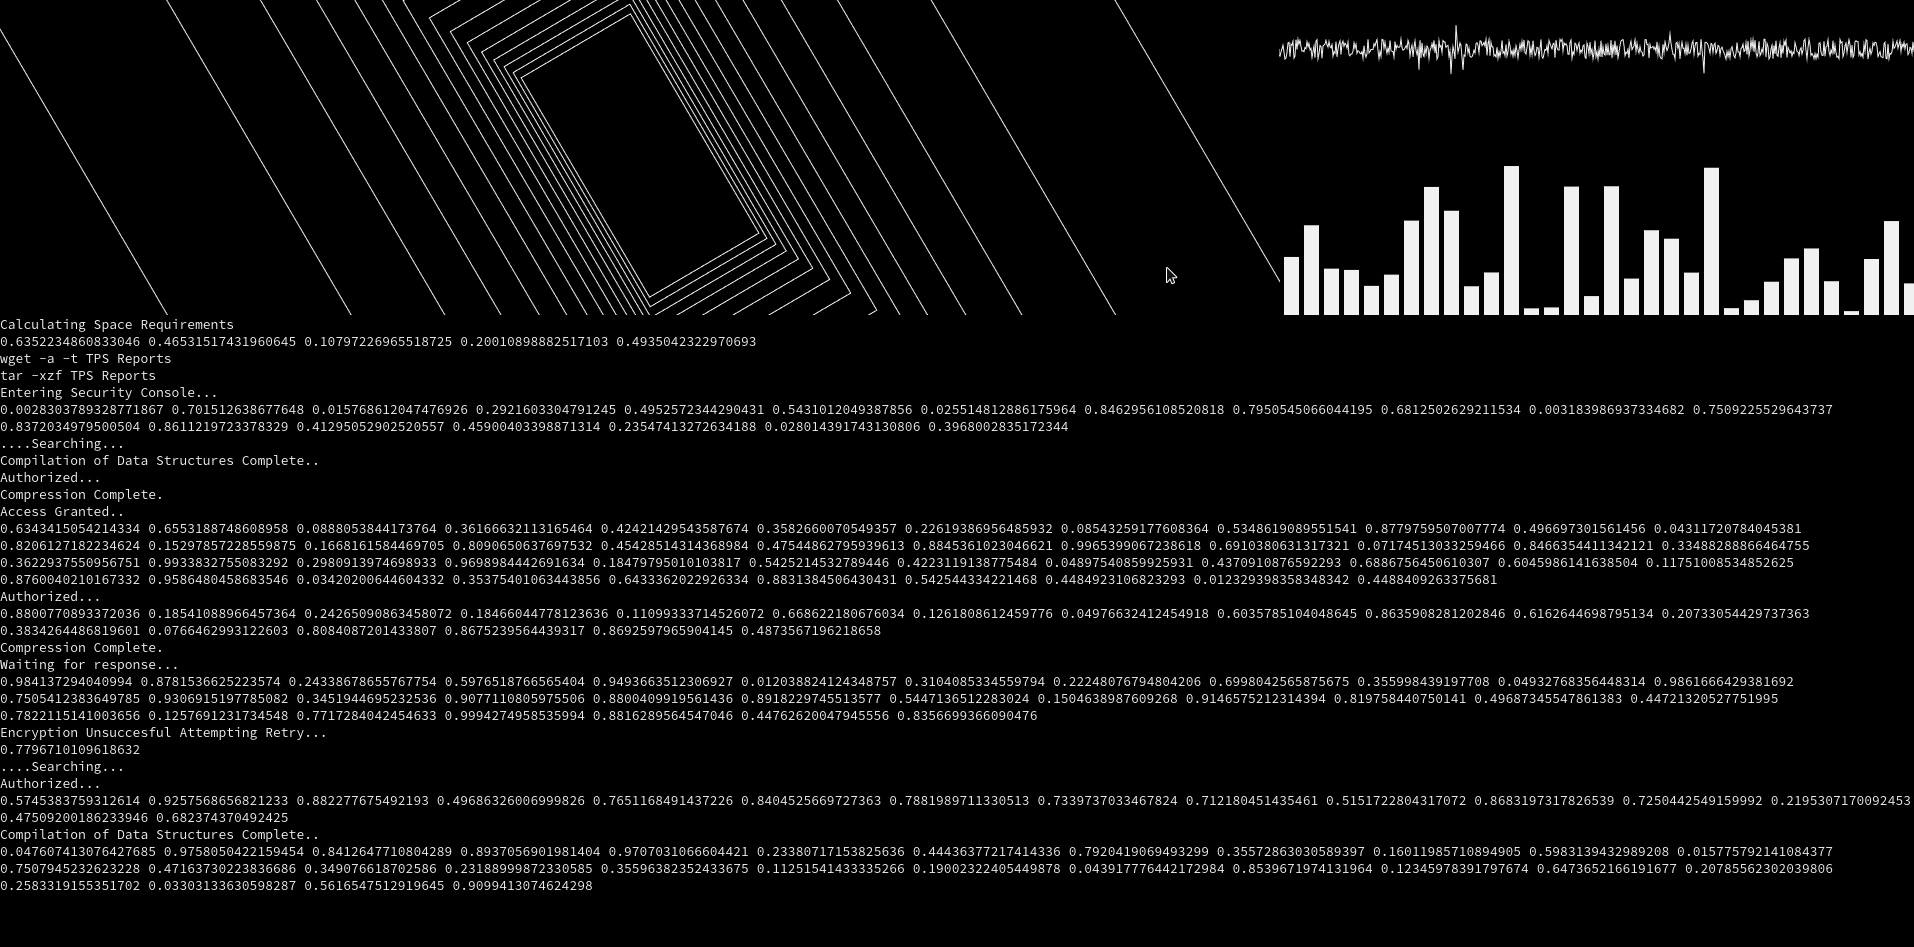 Calculating Space Requirements
0.6352234860833046 0.46531517431960645 0.10797226965518725 0.20010898882517103 0.4935042322970693
wget -a -t TPS Reports
tar -xzf TPS Reports
Entering Security Console...
0.0028303789328771867 0.701512638677648 0.015768612047476926 0.2921603304791245 0.4952572344290431 0.5431012049387856 0.025514812886175964 0.8462956108520818 0.7950545066044195 0.6812502629211534 0.003183986937334682 0.7509225529643737
0.8372034979500504 0.8611219723378329 0.41295052902520557 0.45900403398871314 0.23547413272634188 0.028014391743130806 0.3968002835172344
....Searching...
Compilation of Data Structures Complete..
Authorized...
Compression Complete.
Access Granted..
0.6343415054214334 0.6553188748608958 0.0888053844173764 0.36166632113165464 0.42421429543587674 0.3582660070549357 0.22619386956485932 0.08543259177608364 0.5348619089551541 0.8779759507007774 0.496697301561456 0.04311720784045381
0.8206127182234624 0.15297857228559875 0.1668161584469705 0.8090650637697532 0.45428514314368984 0.47544862795939613 0.8845361023046621 0.9965399067238618 0.6910380631317321 0.07174513033259466 0.8466354411342121 0.33488288866464755
0.3622937550956751 0.9933832755083292 0.2980913974698933 0.9698984442691634 0.18479795010103817 0.5425214532789446 0.4223119138775484 0.04897540859925931 0.4370910876592293 0.6886756450610307 0.6045986141638504 0.11751008534852625
0.8760040210167332 0.9586480458683546 0.03420200644604332 0.35375401063443856 0.6433362022926334 0.8831384506430431 0.542544334221468 0.4484923106823293 0.012329398358348342 0.4488409263375681
Authorized...
0.8800770893372036 0.18541088966457364 0.24265090863458072 0.18466044778123636 0.11099333714526072 0.668622180676034 0.1261808612459776 0.04976632412454918 0.6035785104048645 0.8635908281202846 0.6162644698795134 0.20733054429737363
0.3834264486819601 0.0766462993122603 0.8084087201433807 0.8675239564439317 0.8692597965904145 0.4873567196218658
Compression Complete.
Waiting for response...
0.984137294040994 0.8781536625223574 0.24338678655767754 0.5976518766565404 0.9493663512306927 0.012038824124348757 0.3104085334559794 0.22248076794804206 0.6998042565875675 0.355998439197708 0.04932768356448314 0.9861666429381692
0.7505412383649785 0.9306915197785082 0.3451944695232536 0.9077110805975506 0.8800409919561436 0.8918229745513577 0.5447136512283024 0.1504638987609268 0.9146575212314394 0.819758440750141 0.49687345547861383 0.44721320527751995
0.7822115141003656 0.1257691231734548 0.7717284042454633 0.9994274958535994 0.8816289564547046 0.44762620047945556 0.8356699366090476
Encryption Unsuccesful Attempting Retry...
0.7796710109618632
....Searching...
Authorized...
0.5745383759312614 0.9257568656821233 0.882277675492193 0.49686326006999826 0.7651168491437226 0.8404525669727363 0.7881989711330513 0.7339737033467824 0.712180451435461 0.5151722804317072 0.8683197317826539 0.7250442549159992 0.2195307170092453
0.47509200186233946 0.682374370492425
Compilation of Data Structures Complete..
0.047607413076427685 0.9758050422159454 0.8412647710804289 0.8937056901981404 0.9707031066604421 0.23380717153825636 0.44436377217414336 0.7920419069493299 0.35572863030589397 0.16011985710894905 0.5983139432989208 0.015775792141084377
0.7507945232623228 0.47163730223836686 0.349076618702586 0.23188999872330585 0.35596382352433675 0.11251541433335266 0.19002322405449878 0.043917776442172984 0.8539671974131964 0.12345978391797674 0.6473652166191677 0.20785562302039806
0.2583319155351702 0.03303133630598287 0.5616547512919645 0.9099413074624298